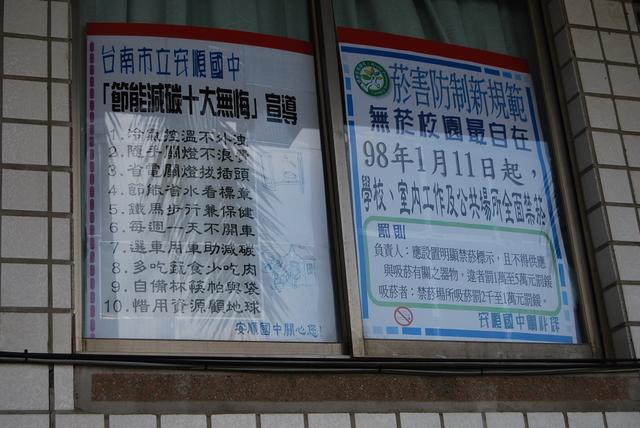 台南市立安順國中
「節能減碳十大無悔」宣導
1. 冷氣控溫不外洩
2. 隨手關燈不浪費
3. 省電關燈拔插頭
4. 節能省水看標章
5. 鐵馬步行兼保健
6. 每週一天不開車
7. 選車用車助減碳
8. 多吃蔬食少吃肉
9. 自備杯筷帕與袋
10. 惜用資源顧地球
安順國中關心您!
菸害防制新規範
無菸校園最自在
98年1月11日起，
學校、室內工作及公共場所全面禁菸
罰則
負責人：應設置明顯禁菸標示，且不得供應
與吸菸有關之器物，違者罰1萬至5萬元罰鍰。
吸菸者：禁菸場所吸菸罰2千至1萬元罰鍰。
安順國中關心您